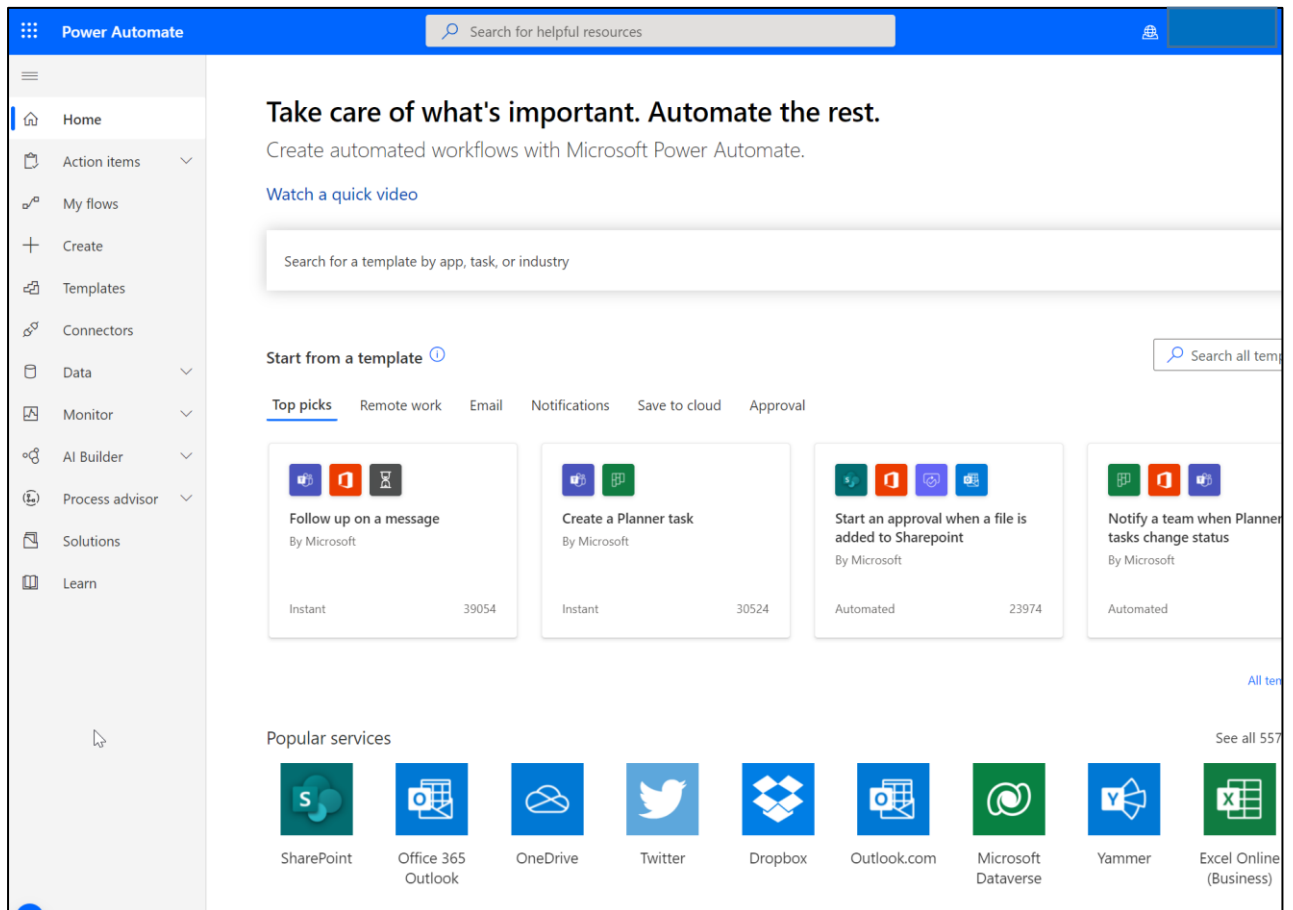 Power Automate
Search for helpful resources
Home
Action items
My flows
Create
Templates
Connectors
Data
Monitor
AI Builder
Process advisor
Solutions
Learn
Take care of what's important. Automate the rest.
Create automated workflows with Microsoft Power Automate.
Watch a quick video
Search for a template by app, task, or industry
Start from a template
Search all
Top picks Remote work Email Notifications Save to cloud Approval
Follow up on a message
By Microsoft
Instant 39054
Create a Planner task
By Microsoft
Instant 30524
Start an approval when a file is
added to Sharepoint
By Microsoft
Automated 23974
Notify a team when Planner
tasks change status
By Microsoft
Automated
All
Popular services
See all 557
SharePoint
Office 365
Outlook
OneDrive
Twitter
Dropbox
Outlook.com
Microsoft
Dataverse
Yammer
Excel Online
(Business)